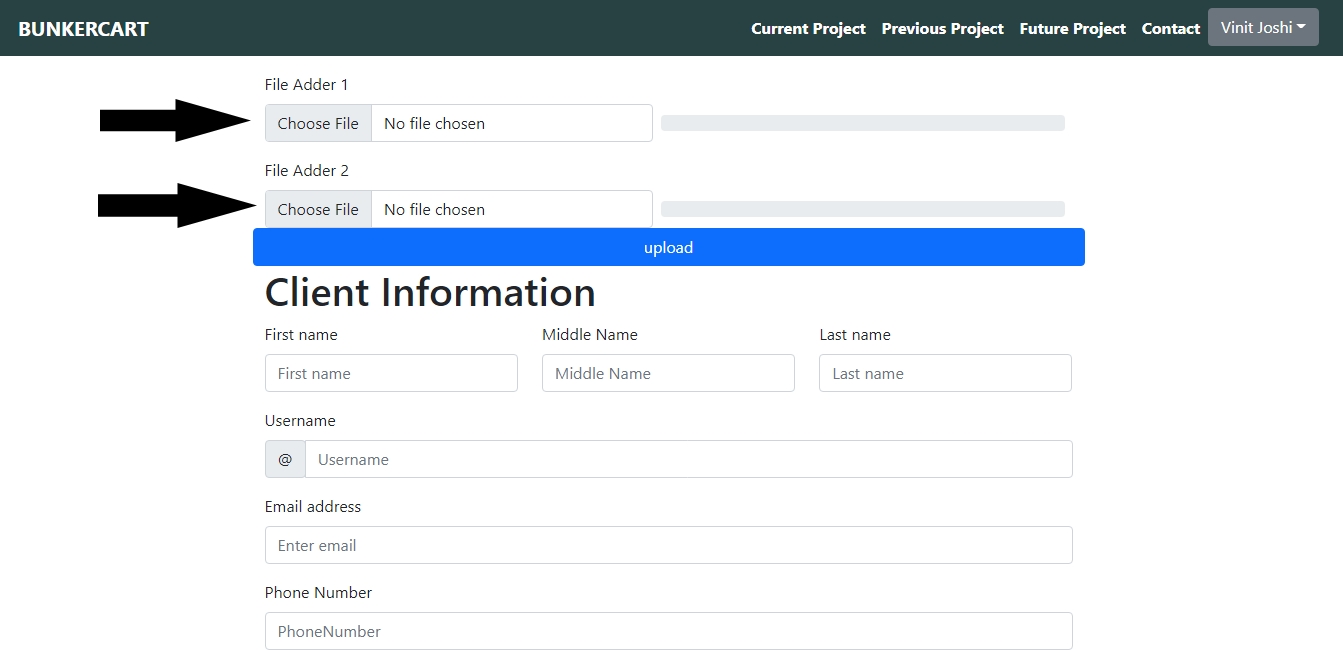 BUNKERCART Current Project Previous Project Future Project Contact Vinit Joshi
File Adder 1
Choose File No file chosen
File Adder 2
Choose File No file chosen
upload
Client Information
First name Middle Name Last name
First name Middle Name Last name
Username
@ Username
Email address
Enter email
Phone Number
PhoneNumber